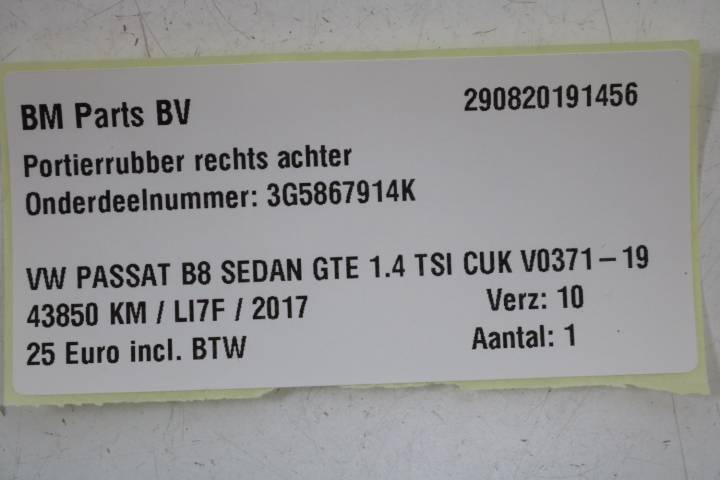 BM Parts BV 290820191456
Portierrubber rechts achter
Onderdeelnummer: 3G5867914K
VW PASSAT B8 SEDAN GTE 1.4 TSI CUK V0371-19
43850 KM / LI7F / 2017 Verz: 10
25 Euro incl. BTW Aantal: 1